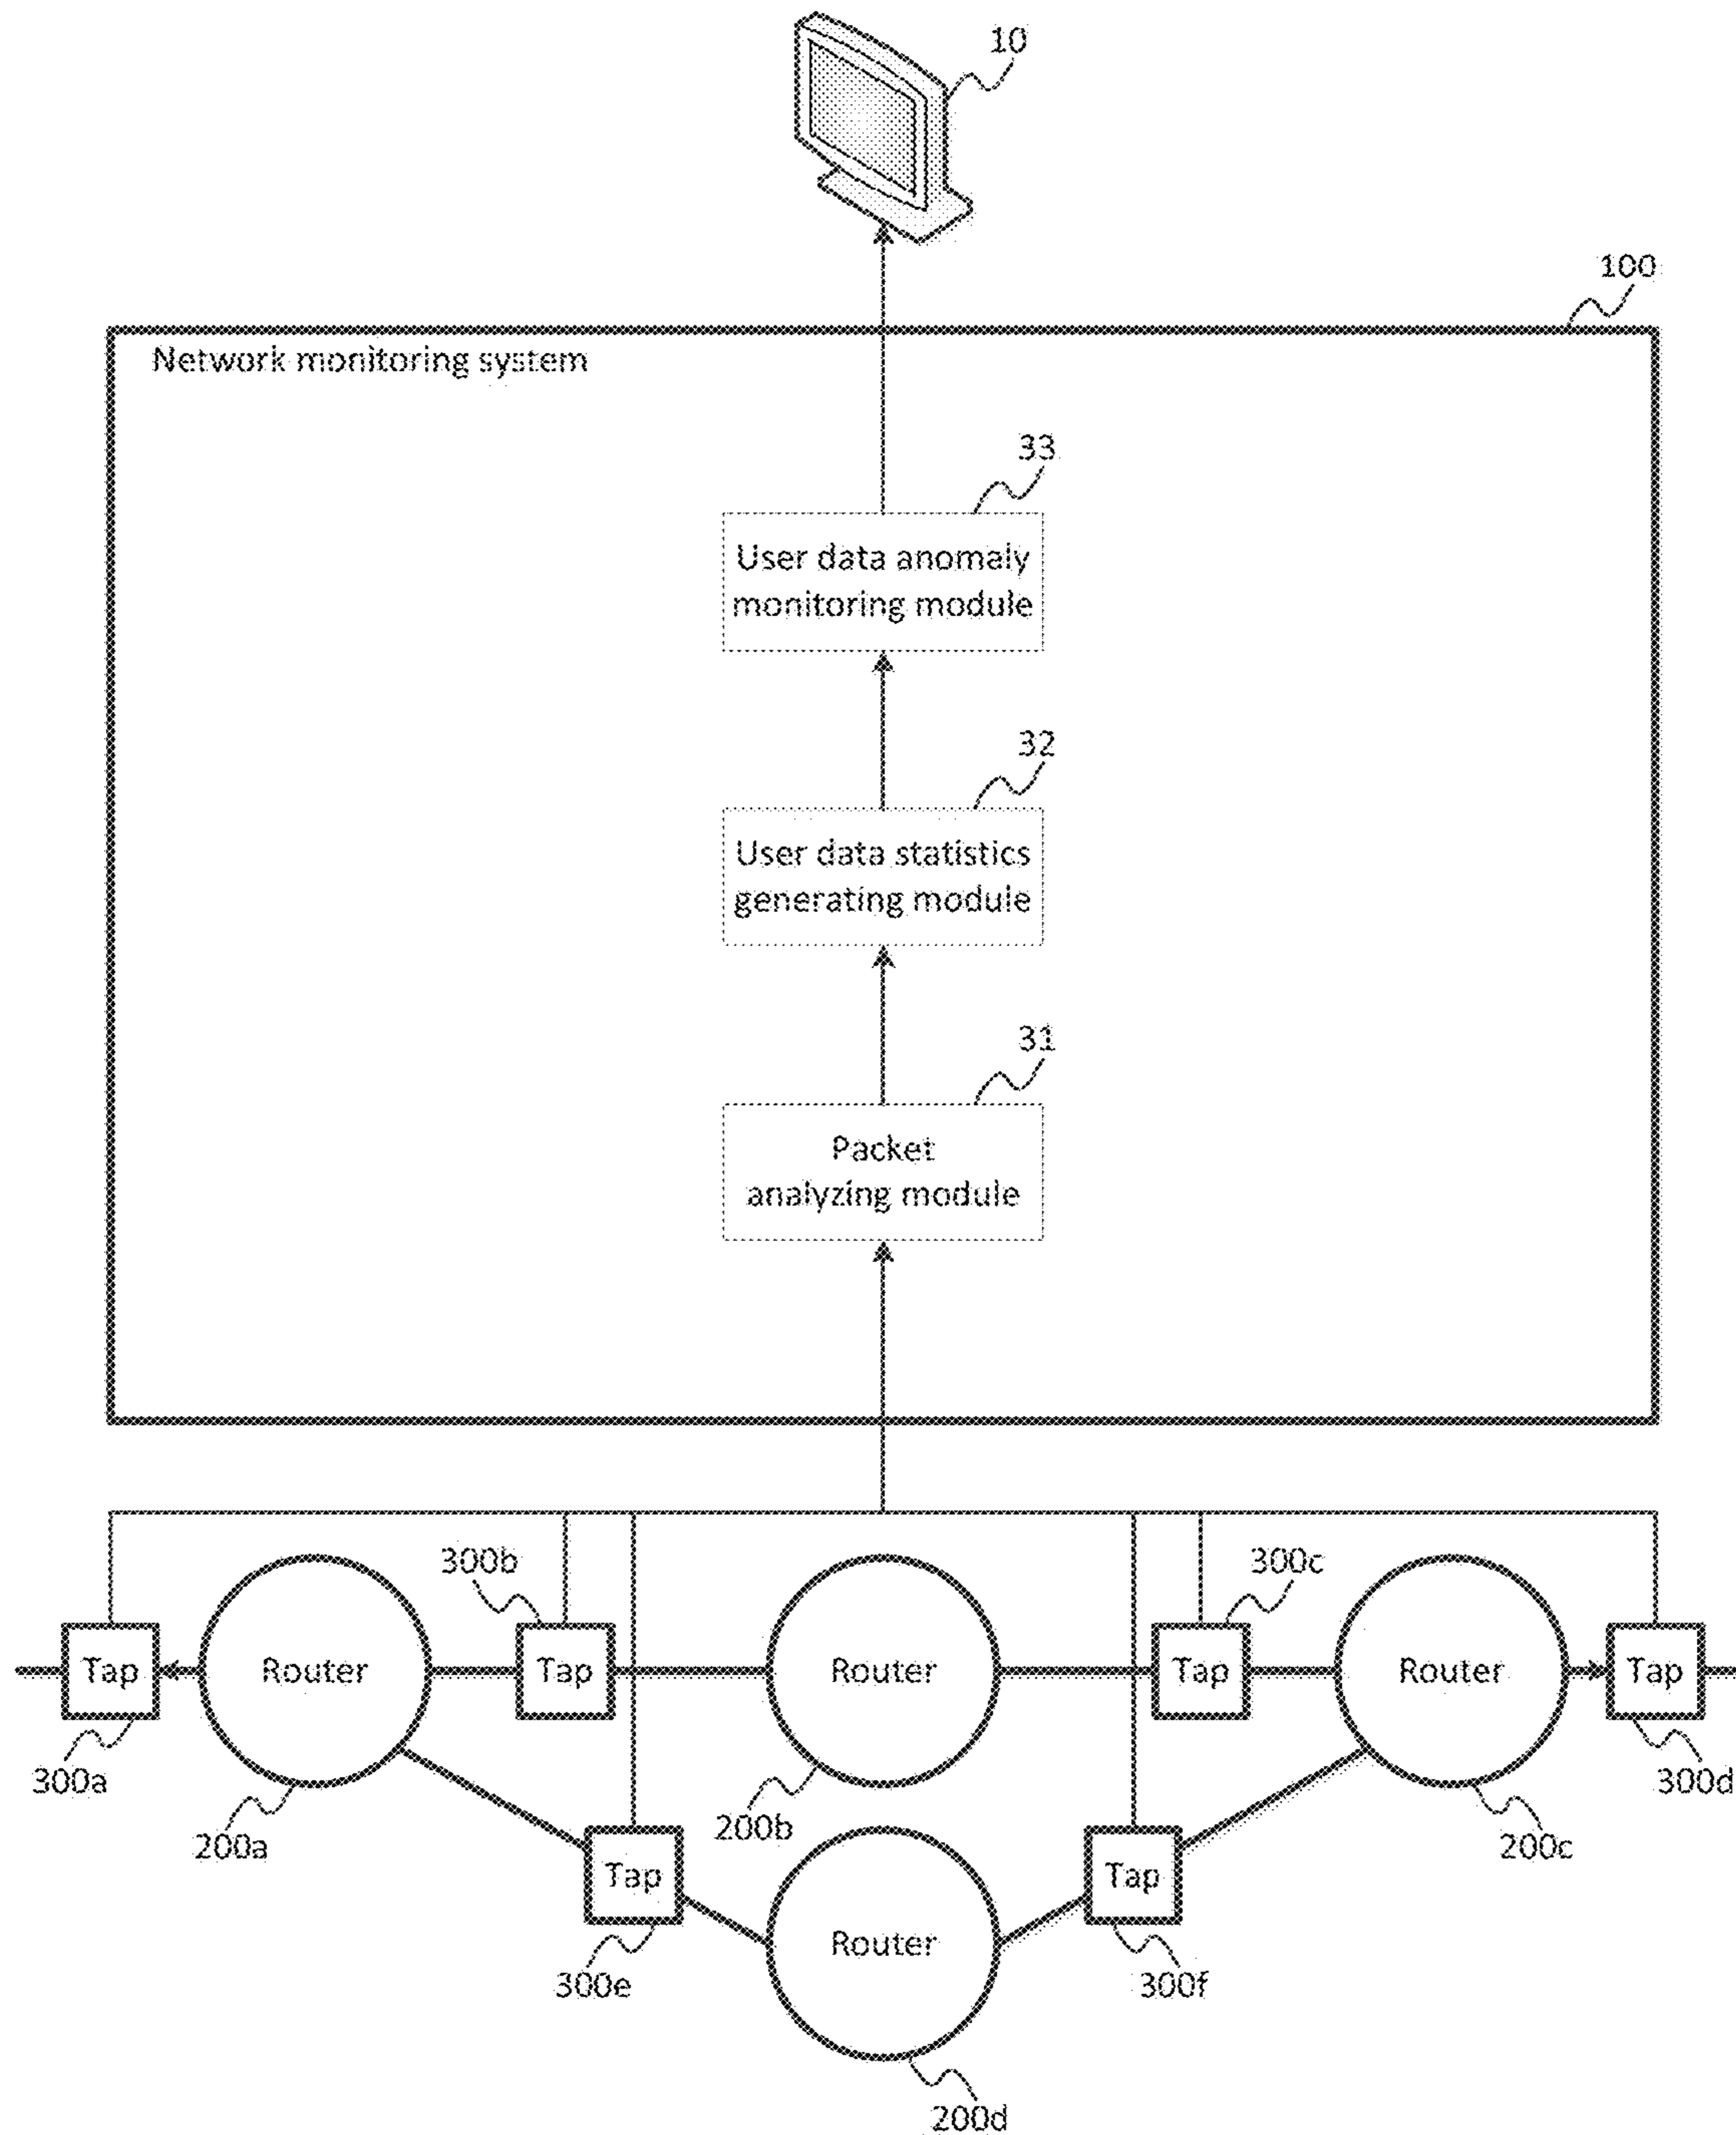 10
100
Network monitoring system
33
User data anomaly
monitoring module
32
User data statistics
generating module
31
Packet
analyzing module
300b
300c
Tap
Router
Tap
Router
Tap
Router
Tap
300a
300d
200a
200b
200c
Tap
Tap
Router
300e
300f
200d